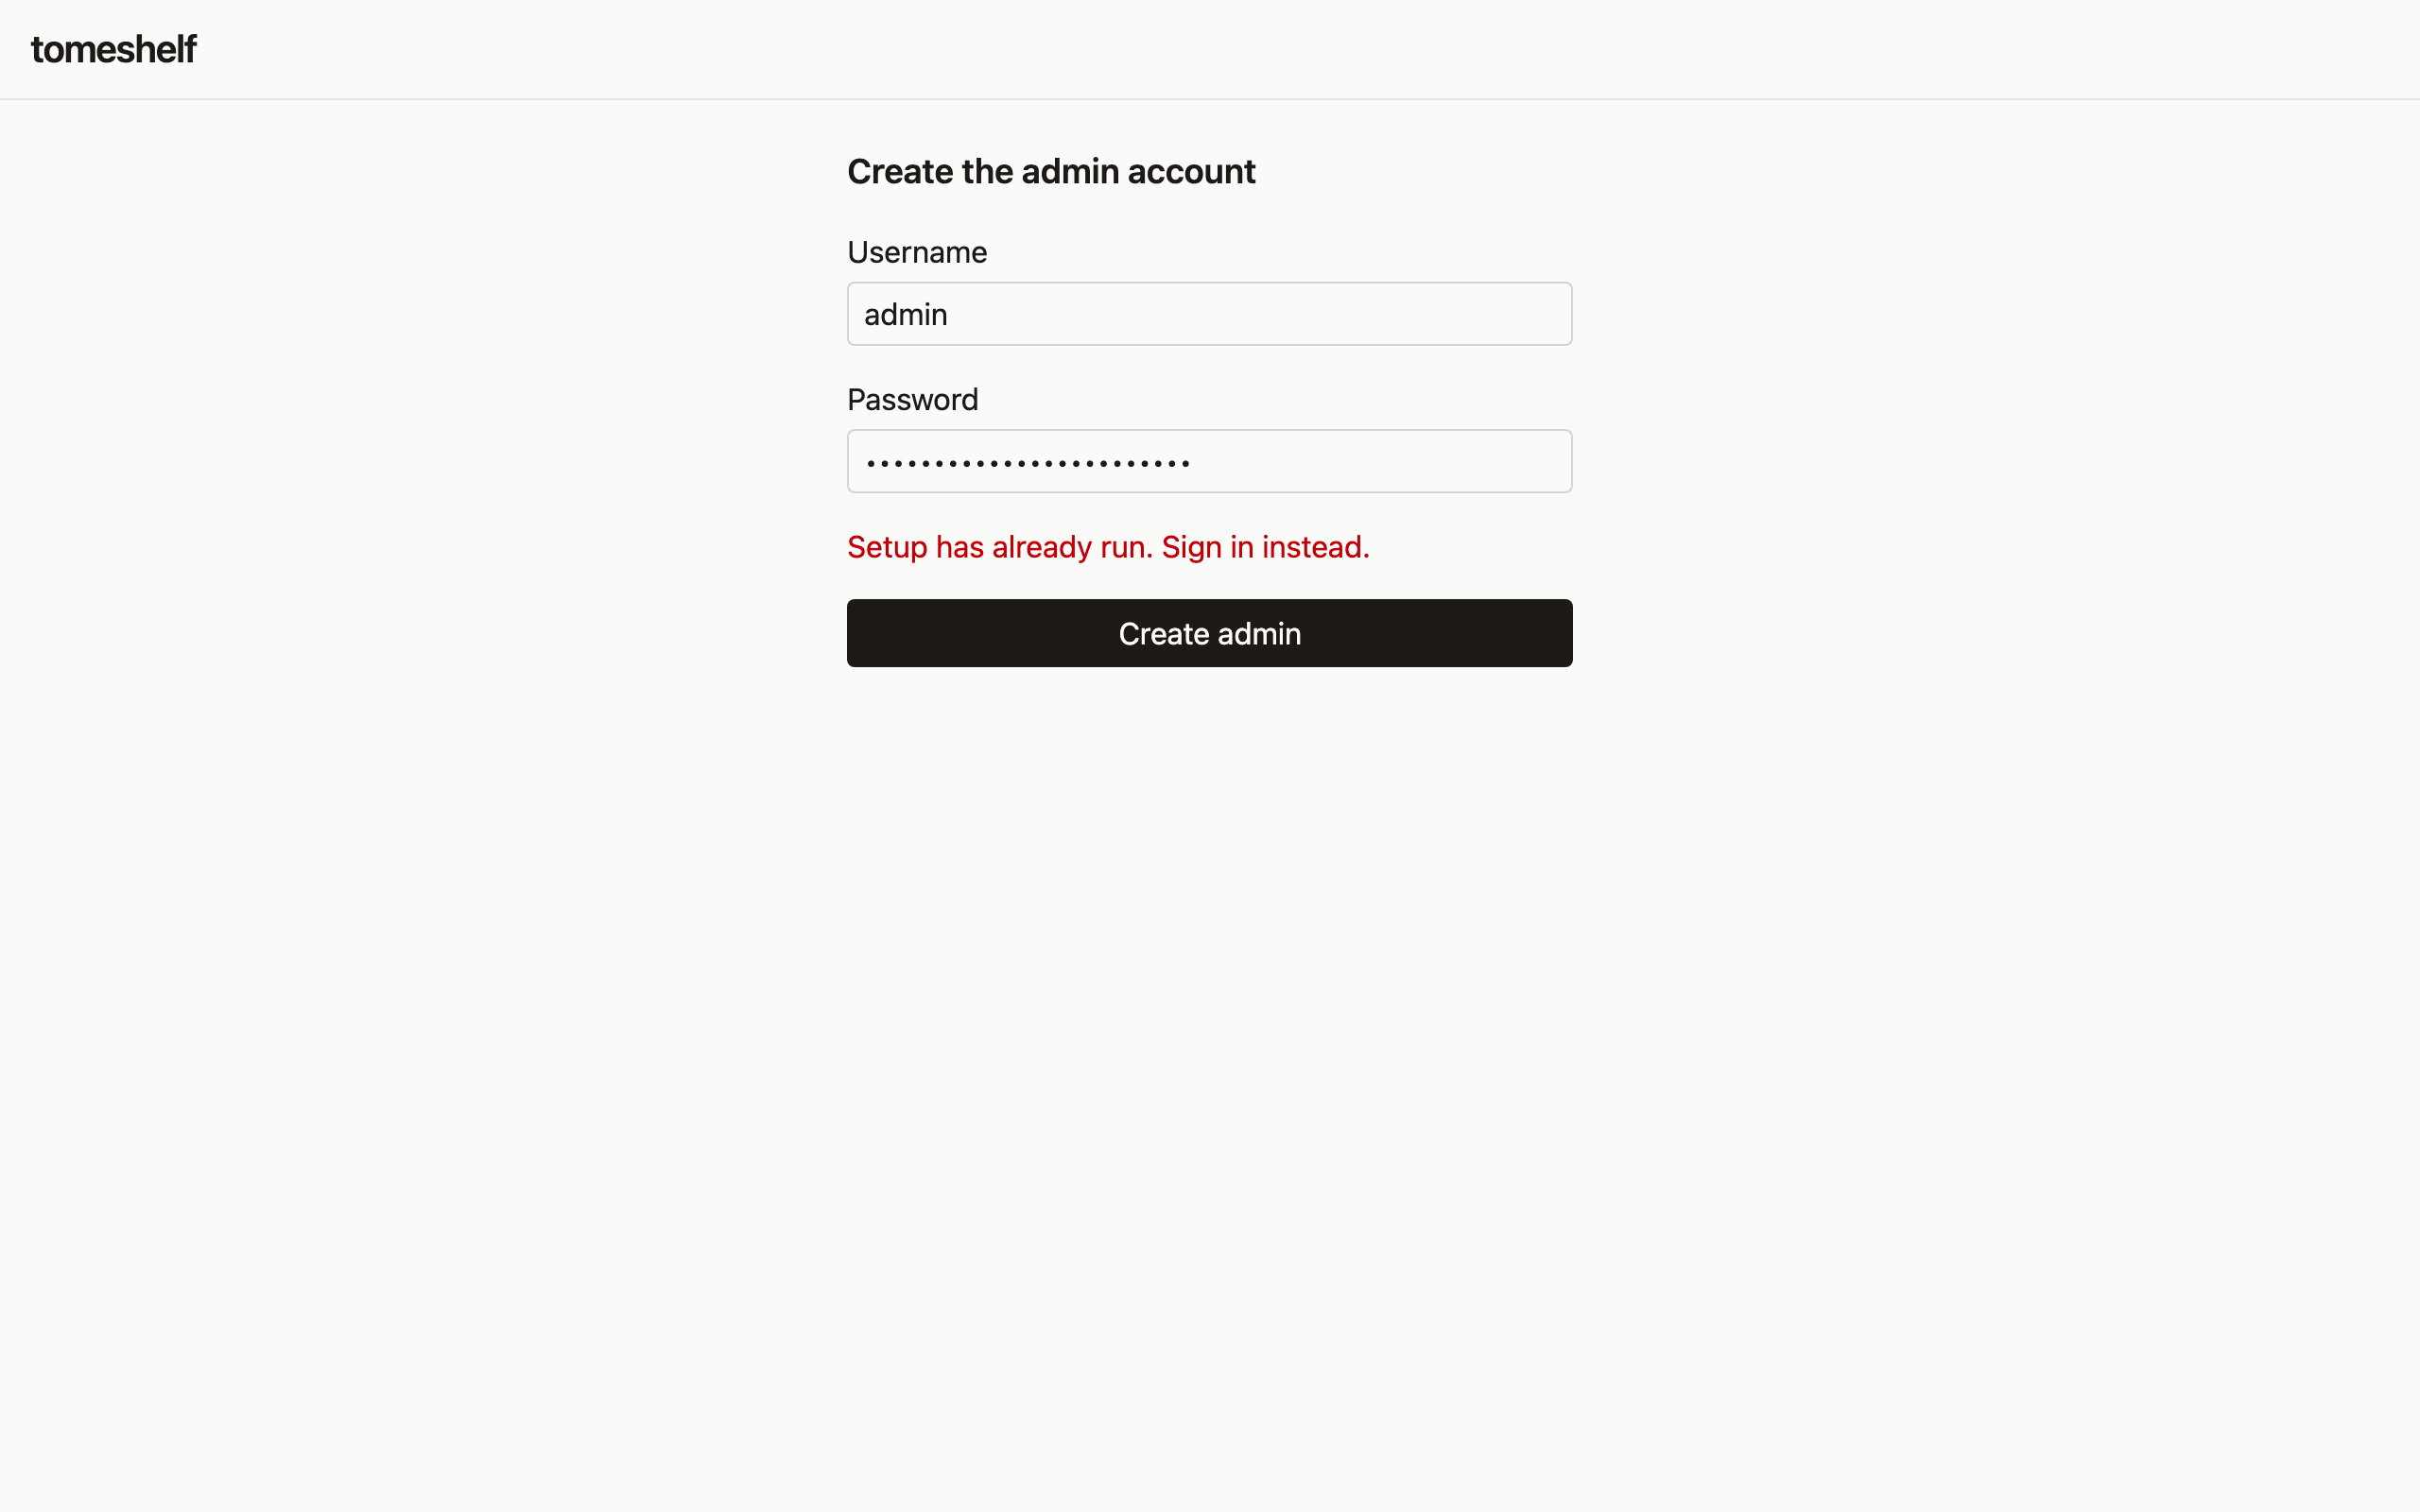 tomeshelf
Create the admin account
Username
admin
Password
••••••••••••••••••••••••
Setup has already run. Sign in instead.
Create admin